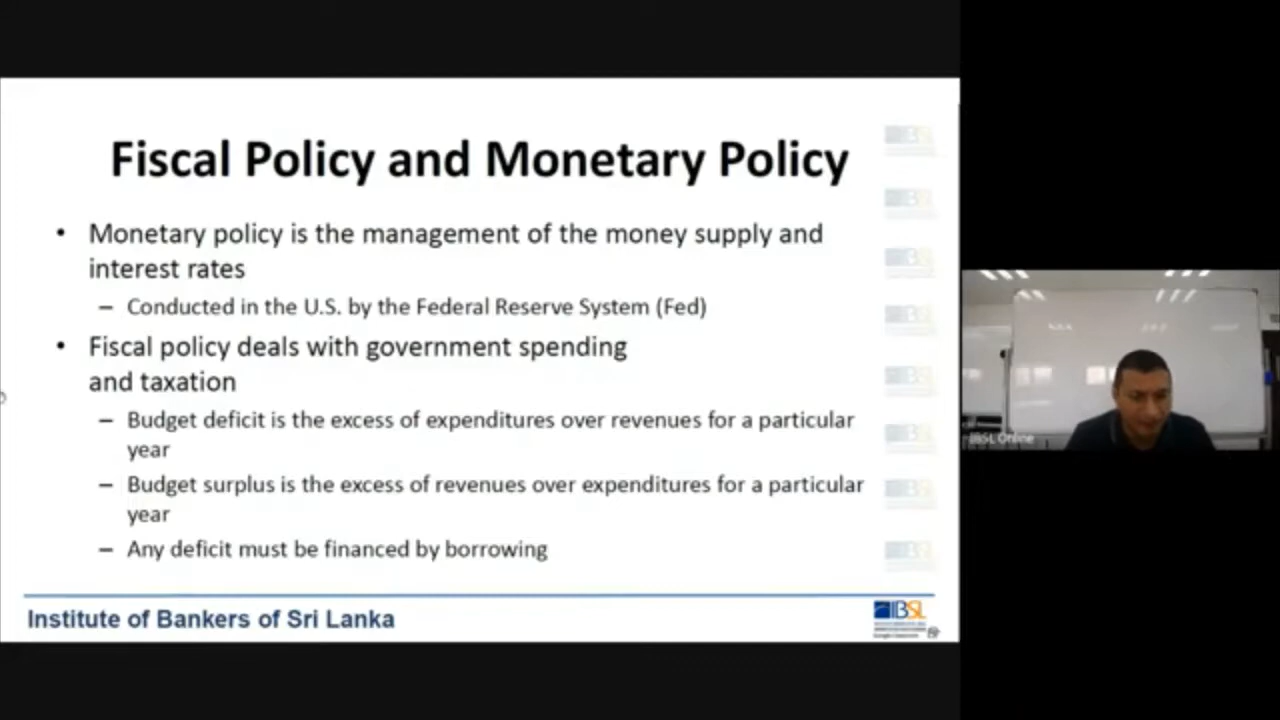 Fiscal Policy and Monetary Policy
• Monetary policy is the management of the money supply and
interest rates
– Conducted in the U.S. by the Federal Reserve System (Fed)
• Fiscal policy deals with government spending
and taxation
– Budget deficit is the excess of expenditures over revenues for a particular
year
– Budget surplus is the excess of revenues over expenditures for a particular
year
– Any deficit must be financed by borrowing
Institute of Bankers of Sri Lanka
IBSL
IBSL Online